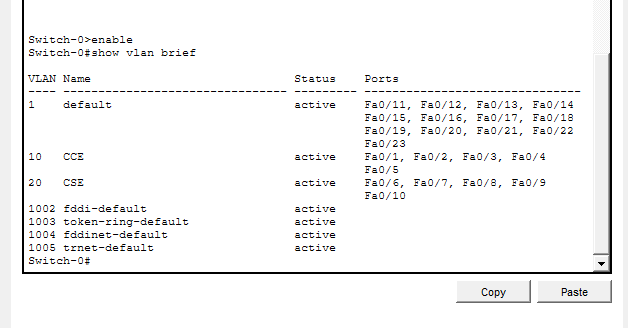 Switch-0>enable
Switch-0#show vlan brief
VLAN Name                             Status    Ports
---- -------------------------------- --------- -------------------------------
1    default                          active    Fa0/11, Fa0/12, Fa0/13, Fa0/14
                                                Fa0/15, Fa0/16, Fa0/17, Fa0/18
                                                Fa0/19, Fa0/20, Fa0/21, Fa0/22
                                                Fa0/23
10   CCE                              active    Fa0/1, Fa0/2, Fa0/3, Fa0/4
                                                Fa0/5
20   CSE                              active    Fa0/6, Fa0/7, Fa0/8, Fa0/9
                                                Fa0/10
1002 fddi-default                     active
1003 token-ring-default               active
1004 fddinet-default                  active
1005 trnet-default                    active
Switch-0#
Copy Paste